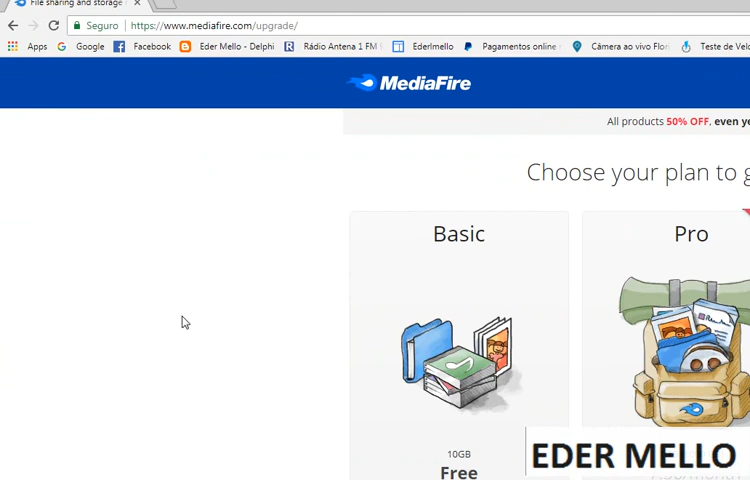 File sharing and storage
Seguro
https://www.mediafire.com/upgrade/
Apps Google Facebook Eder Mello - Delphi Rádio Antena 1 FM Ederlmello Pagamentos online Câmera ao vivo Flor Teste de Velo
MediaFire
All products 50% OFF, even ye
Choose your plan to g
Basic
Pro
10GB
Free
EDER MELLO